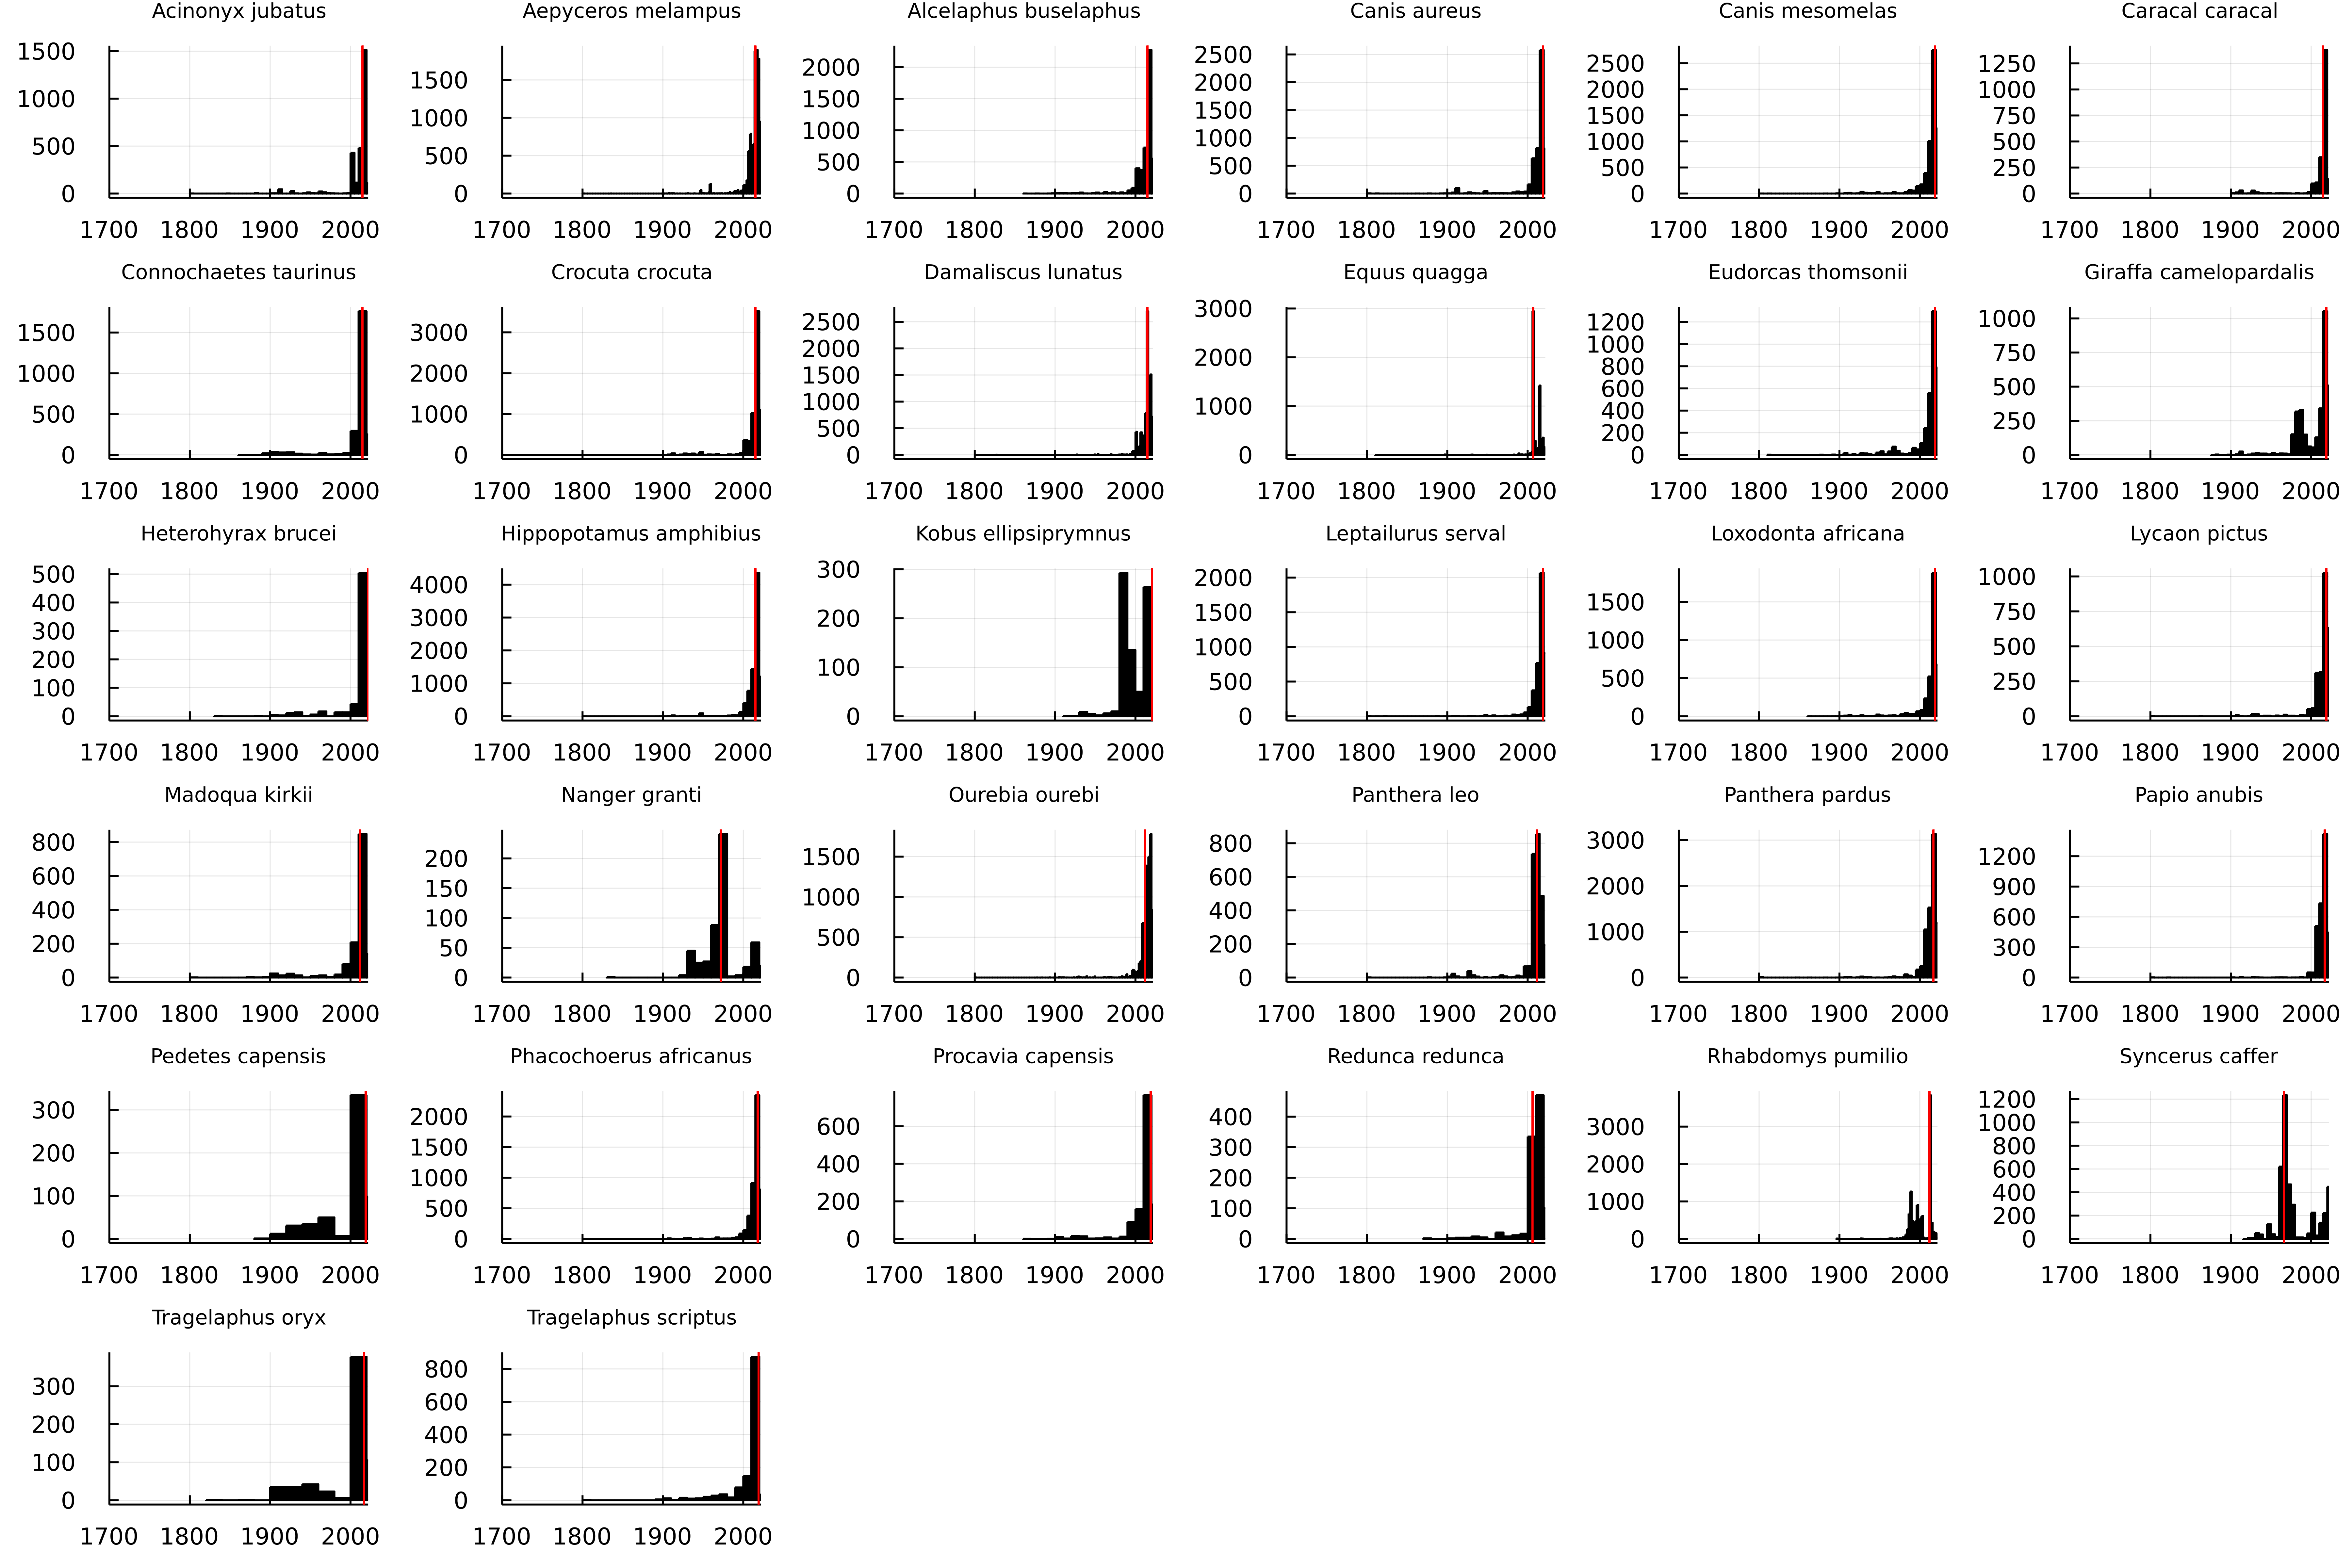 Acinonyx jubatus
1500
1000
500
0
1700 1800 1900 2000
Aepyceros melampus
1500
1000
500
0
1700 1800 1900 2000
Alcelaphus buselaphus
2000
1500
1000
500
0
1700 1800 1900 2000
Canis aureus
2500
2000
1500
1000
500
0
1700 1800 1900 2000
Canis mesomelas
2500
2000
1500
1000
500
0
1700 1800 1900 2000
Caracal caracal
1250
1000
750
500
250
0
1700 1800 1900 2000
Connochaetes taurinus
1500
1000
500
0
1700 1800 1900 2000
Crocuta crocuta
3000
2000
1000
0
1700 1800 1900 2000
Damaliscus lunatus
2500
2000
1500
1000
500
0
1700 1800 1900 2000
Equus quagga
3000
2000
1000
0
1700 1800 1900 2000
Eudorcas thomsonii
1200
1000
800
600
400
200
0
1700 1800 1900 2000
Giraffa camelopardalis
1000
750
500
250
0
1700 1800 1900 2000
Heterohyrax brucei
500
400
300
200
100
0
1700 1800 1900 2000
Hippopotamus amphibius
4000
3000
2000
1000
0
1700 1800 1900 2000
Kobus ellipsiprymnus
300
200
100
0
1700 1800 1900 2000
Leptailurus serval
2000
1500
1000
500
0
1700 1800 1900 2000
Loxodonta africana
1500
1000
500
0
1700 1800 1900 2000
Lycaon pictus
1000
750
500
250
0
1700 1800 1900 2000
Madoqua kirkii
800
600
400
200
0
1700 1800 1900 2000
Nanger granti
200
150
100
50
0
1700 1800 1900 2000
Ourebia ourebi
1500
1000
500
0
1700 1800 1900 2000
Panthera leo
800
600
400
200
0
1700 1800 1900 2000
Panthera pardus
3000
2000
1000
0
1700 1800 1900 2000
Papio anubis
1200
900
600
300
0
1700 1800 1900 2000
Pedetes capensis
300
200
100
0
1700 1800 1900 2000
Phacochoerus africanus
2000
1500
1000
500
0
1700 1800 1900 2000
Procavia capensis
600
400
200
0
1700 1800 1900 2000
Redunca redunca
400
300
200
100
0
1700 1800 1900 2000
Rhabdomys pumilio
3000
2000
1000
0
1700 1800 1900 2000
Syncerus caffer
1200
1000
800
600
400
200
0
1700 1800 1900 2000
Tragelaphus oryx
300
200
100
0
1700 1800 1900 2000
Tragelaphus scriptus
800
600
400
200
0
1700 1800 1900 2000